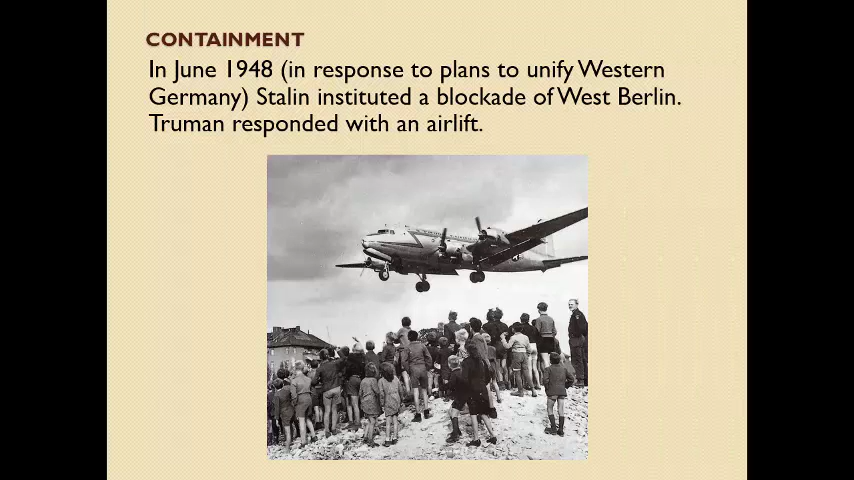 CONTAINMENT
In June 1948 (in response to plans to unify Western
Germany) Stalin instituted a blockade of West Berlin.
Truman responded with an airlift.